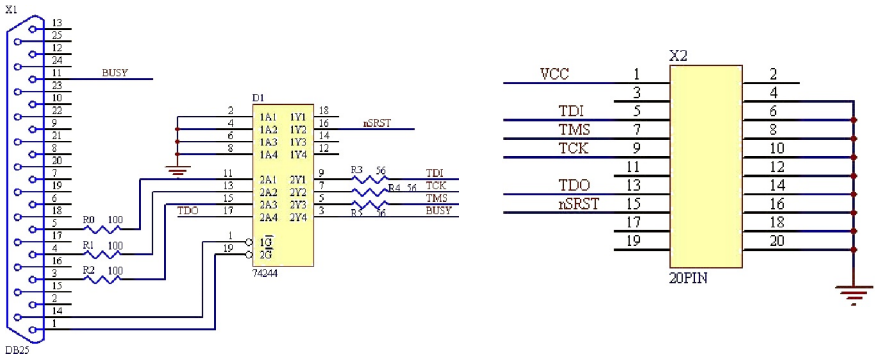 X1
13
25
12
24
11 BUSY
23
10
22
9
21
8
20
7
19
6
18
5 R0 100
17
4 R1 100
16
3 R2 100
15
2
14
1
DB25
D1
2 1A1 1Y1 18
4 1A2 1Y2 16 nSRST
6 1A3 1Y3 14
8 1A4 1Y4 12
11 2A1 2Y1 9 R3 56 TDI
13 2A2 2Y2 7 R4 56 TCK
15 2A3 2Y3 5 R5 56 TMS
TDO 17 2A4 2Y4 3 BUSY
1 1G
19 2G
74244
X2
VCC 1 2
3 4
TDI 5 6
TMS 7 8
TCK 9 10
11 12
TDO 13 14
nSRST 15 16
17 18
19 20
20PIN